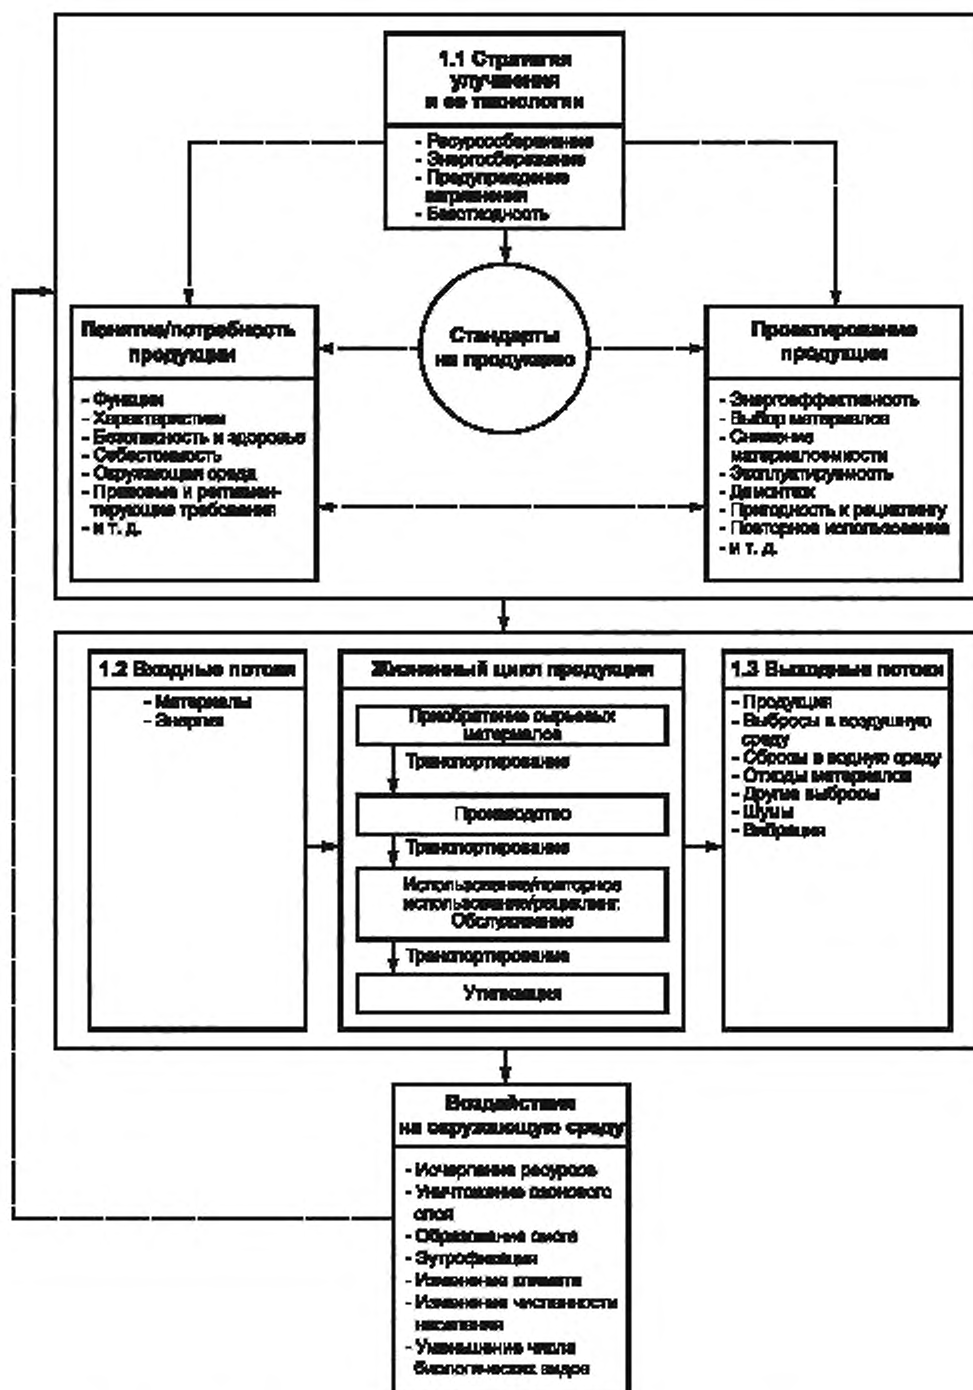 1.1 Стратегия
улучшения
и ее технологии
- Ресурсосбережение
- Энергосбережение
- Предупреждение
загрязнения
- Безотходность
Понятие/потребность
продукции
- Функции
- Характеристики
- Безопасность и здоровье
- Себестоимость
- Окружающая среда
- Правовые и регламен-
тирующие требования
- и т. д.
Стандарты
на продукцию
Проектирование
продукции
- Энергоэффективность
- Выбор материалов
- Снижение
материалоемкости
- Эксплуатируемость
- Демонтаж
- Пригодность к рециклингу
- Повторное использование
- и т. д.
1.2 Входные потоки
- Материалы
- Энергия
Жизненный цикл продукции
Приобретение сырьевых
материалов
Транспортирование
Производство
Транспортирование
Использование/повторное
использование/рециклинг.
Обслуживание
Транспортирование
Утилизация
1.3 Выходные потоки
- Продукция
- Выбросы в воздушную
среду
- Сбросы в водную среду
- Отходы материалов
- Другие выбросы
- Шумы
- Вибрация
Воздействия
на окружающую среду
- Исчерпание ресурсов
- Уничтожение озонового
слоя
- Образование смога
- Эутрофикация
- Изменение климата
- Изменение численности
населения
- Уменьшение числа
биологических видов